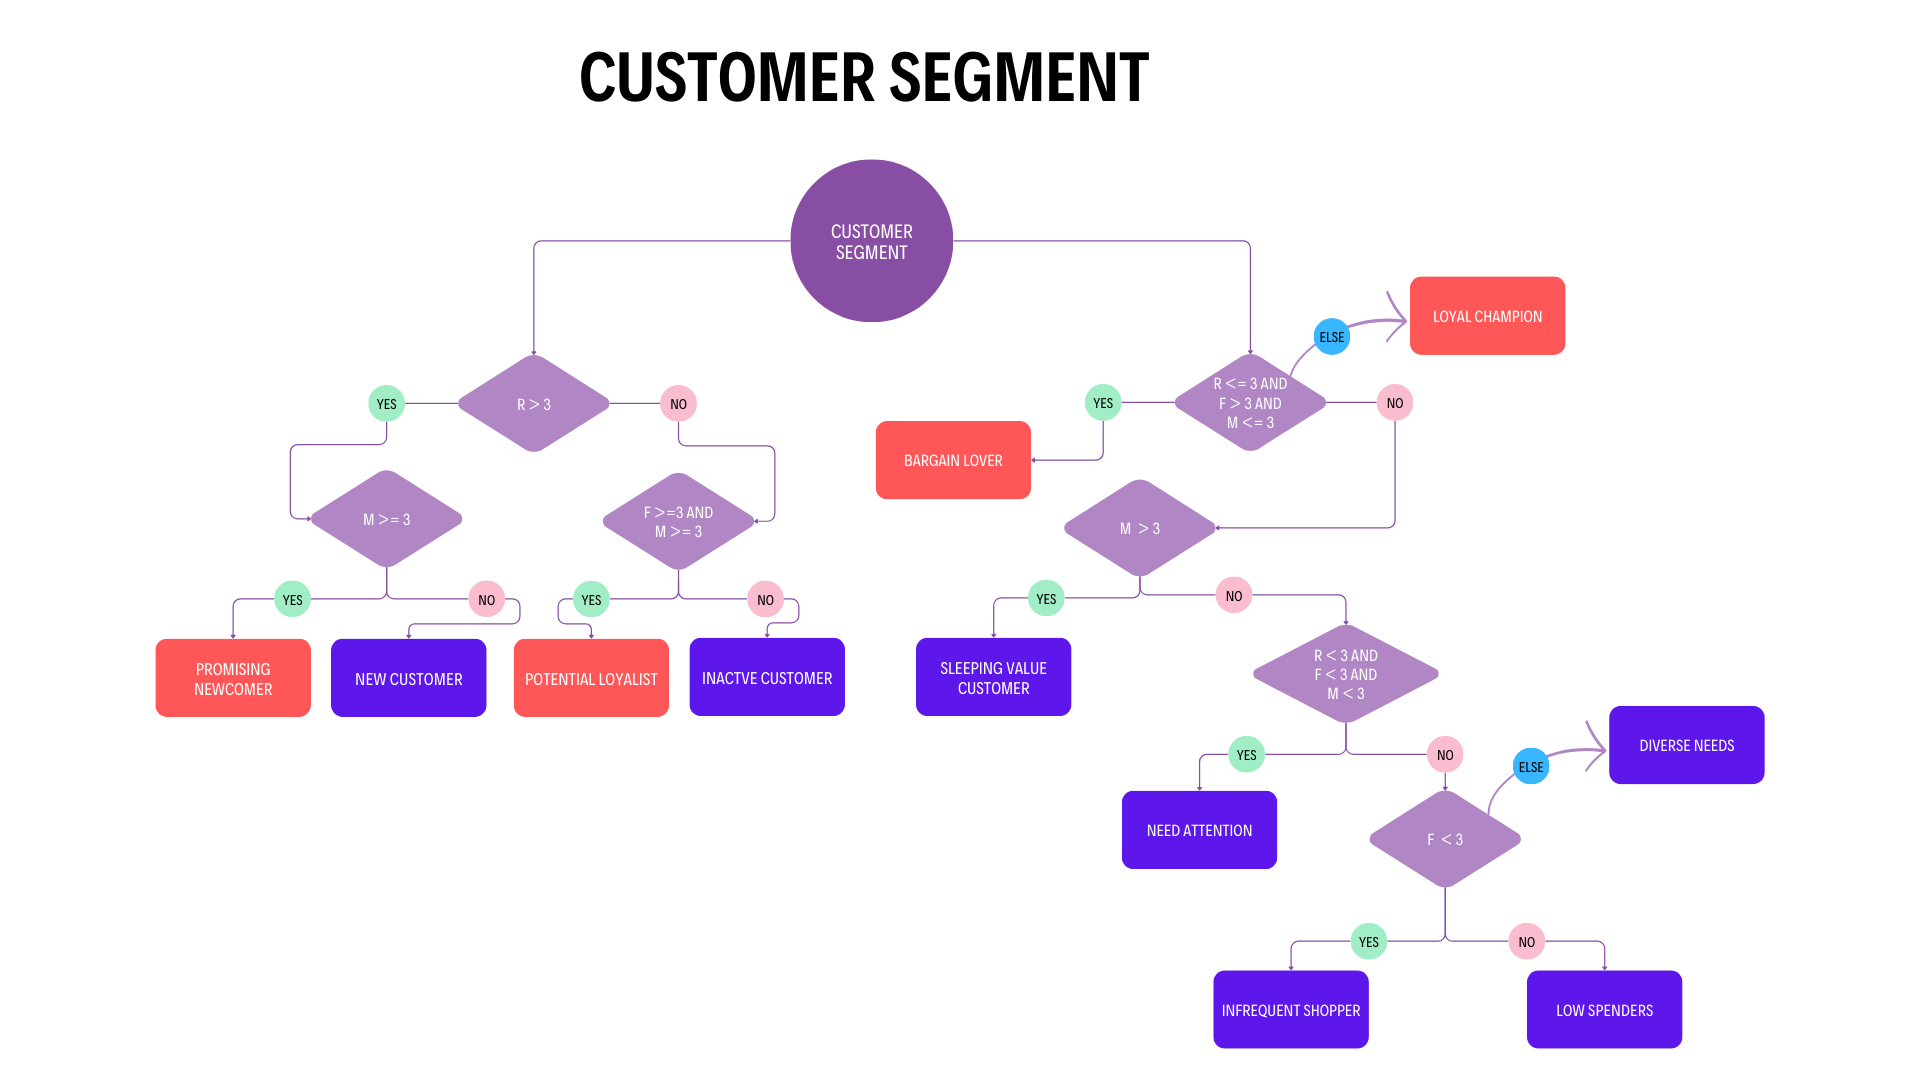 CUSTOMER SEGMENT
CUSTOMER
SEGMENT
LOYAL CHAMPION
ELSE
YES
R > 3
NO
YES
R <= 3 AND
F > 3 AND
M <= 3
NO
BARGAIN LOVER
M >= 3
F >=3 AND
M >= 3
M > 3
YES
NO
YES
NO
YES
NO
PROMISING
NEWCOMER
NEW CUSTOMER
POTENTIAL LOYALIST
INACTVE CUSTOMER
SLEEPING VALUE
CUSTOMER
R < 3 AND
F < 3 AND
M < 3
DIVERSE NEEDS
YES
NO
ELSE
NEED ATTENTION
F < 3
YES
NO
INFREQUENT SHOPPER
LOW SPENDERS